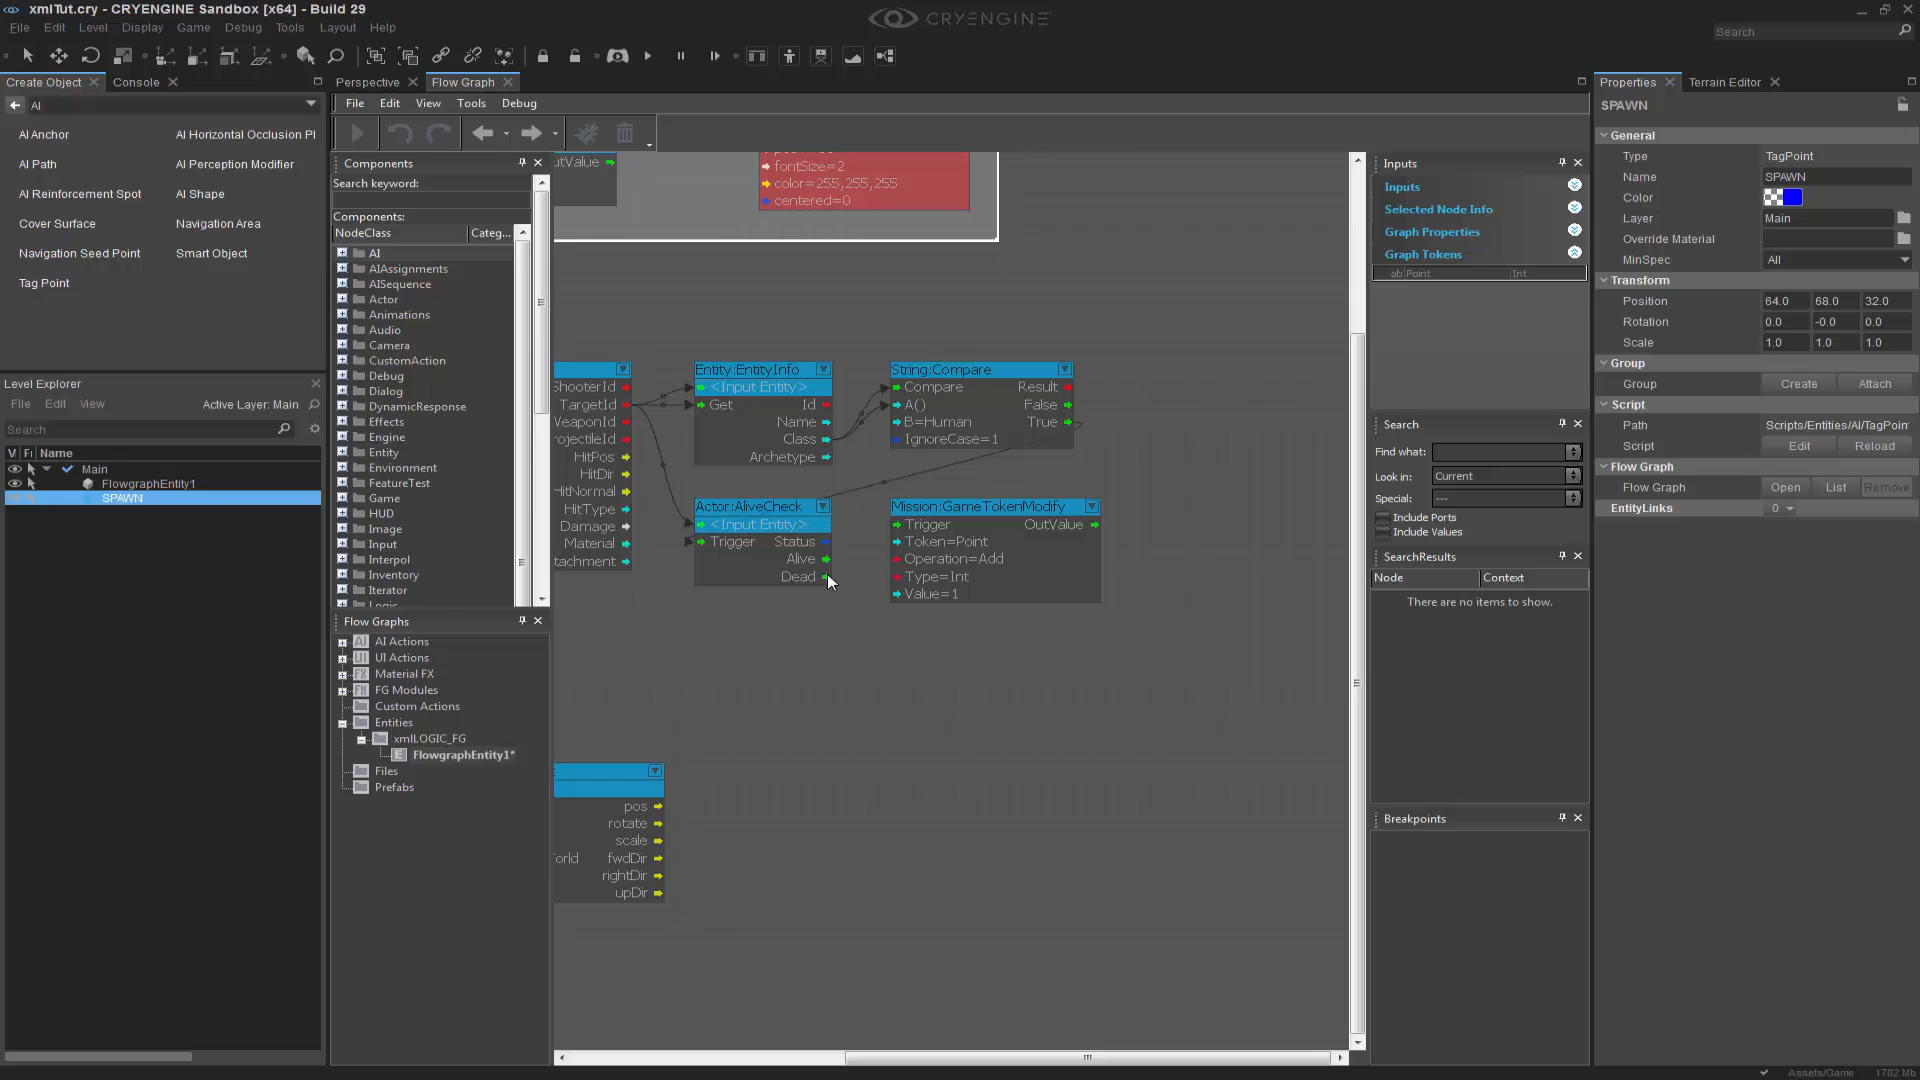 xmlTut.cry - CRYENGINE Sandbox [x64] - Build 29
CRYENGINE
File Edit Level Display Game Debug Tools Layout Help
Search
Create Object
Console
AI
AI Anchor
AI Horizontal Occlusion Pl
AI Path
AI Perception Modifier
AI Reinforcement Spot
AI Shape
Cover Surface
Navigation Area
Navigation Seed Point
Smart Object
Tag Point
Level Explorer
File Edit View
Active Layer: Main
Search
V Fi Name
Main
FlowgraphEntity1
SPAWN
Perspective
Flow Graph
File Edit View Tools Debug
Components
Search keyword:
Components:
NodeClass Categ...
AI
AIAssignments
AISequence
Actor
Animations
Audio
Camera
CustomAction
Debug
Dialog
DynamicResponse
Effects
Engine
Entity
Environment
FeatureTest
Game
HUD
Image
Input
Interpol
Inventory
Iterator
Logic
Flow Graphs
AI Actions
UI Actions
Material FX
FG Modules
Custom Actions
Entities
xmlLOGIC_FG
FlowgraphEntity1*
Files
Prefabs
utValue
fontSize=2
color=255,255,255
centered=0
ShooterId
TargetId
WeaponId
rojectileId
HitPos
HitDir
HitNormal
HitType
Damage
Material
tachment
Entity:EntityInfo
<Input Entity>
Get Id
Name
Class
Archetype
String:Compare
Compare Result
A() False
B=Human True
IgnoreCase=1
Actor:AliveCheck
<Input Entity>
Trigger Status
Alive
Dead
Mission:GameTokenModify
Trigger OutValue
Token=Point
Operation=Add
Type=Int
Value=1
pos
rotate
scale
orld fwdDir
rightDir
upDir
Inputs
Inputs
Selected Node Info
Graph Properties
Graph Tokens
ab Point Int
Search
Find what:
Look in: Current
Special: ---
Include Ports
Include Values
SearchResults
Node Context
There are no items to show.
Breakpoints
Properties
Terrain Editor
SPAWN
General
Type TagPoint
Name SPAWN
Color
Layer Main
Override Material
MinSpec All
Transform
Position 64.0 68.0 32.0
Rotation 0.0 -0.0 0.0
Scale 1.0 1.0 1.0
Group
Group Create Attach
Script
Path Scripts/Entities/AI/TagPoin
Script Edit Reload
Flow Graph
Flow Graph Open List Remove
EntityLinks 0
Assets/Game 1702 Mb